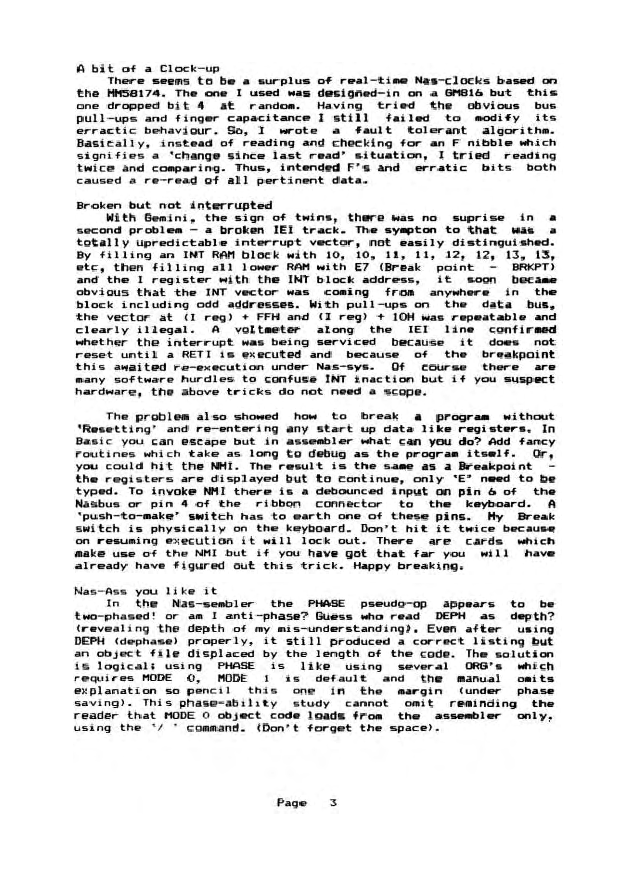 A bit of a Clock-up
There seems to be a surplus of real-time Nas-clocks based on
the MM58174. The one I used was designed-in on a GM816 but this
one dropped bit 4 at random. Having tried the obvious bus
pull-ups and finger capacitance I still failed to modify its
erractic behaviour. So, I wrote a fault tolerant algorithm.
Basically, instead of reading and checking for an F nibble which
signifies a 'change since last read' situation, I tried reading
twice and comparing. Thus, intended F's and erratic bits both
caused a re-read of all pertinent data.
Broken but not interrupted
With Gemini, the sign of twins, there was no suprise in a
second problem - a broken IEI track. The sympton to that was a
totally upredictable interrupt vector, not easily distinguished.
By filling an INT RAM block with 10, 10, 11, 11, 12, 12, 13, 13,
etc, then filling all lower RAM with E7 (Break point - BRKPT)
and the I register with the INT block address, it soon became
obvious that the INT vector was coming from anywhere in the
block including odd addresses. With pull-ups on the data bus,
the vector at (I reg) + FFH and (I reg) + 10H was repeatable and
clearly illegal. A voltmeter along the IEI line confirmed
whether the interrupt was being serviced because it does not
reset until a RETI is executed and because of the breakpoint
this awaited re-execution under Nas-sys. Of course there are
many software hurdles to confuse INT inaction but if you suspect
hardware, the above tricks do not need a scope.
The problem also showed how to break a program without
'Resetting' and re-entering any start up data like registers. In
Basic you can escape but in assembler what can you do? Add fancy
routines which take as long to debug as the program itself. Or,
you could hit the NMI. The result is the same as a Breakpoint -
the registers are displayed but to continue, only 'E' need to be
typed. To invoke NMI there is a debounced input on pin 6 of the
Nasbus or pin 4 of the ribbon connector to the keyboard. A
'push-to-make' switch has to earth one of these pins. My Break
switch is physically on the keyboard. Don't hit it twice because
on resuming execution it will lock out. There are cards which
make use of the NMI but if you have got that far you will have
already have figured out this trick. Happy breaking.
Nas-Ass you like it
In the Nas-sembler the PHASE pseudo-op appears to be
two-phased! or am I anti-phase? Guess who read DEPH as depth?
(revealing the depth of my mis-understanding). Even after using
DEPH (dephase) properly, it still produced a correct listing but
an object file displaced by the length of the code. The solution
is logical; using PHASE is like using several ORG's which
requires MODE 0, MODE 1 is default and the manual omits
explanation so pencil this one in the margin (under phase
saving). This phase-ability study cannot omit reminding the
reader that MODE 0 object code loads from the assembler only,
using the '/ ' command. (Don't forget the space).
Page 3